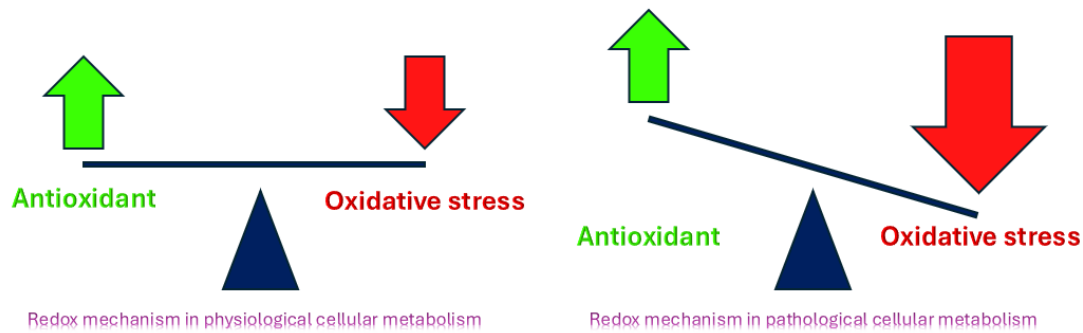 Antioxidant
Oxidative stress
Redox mechanism in physiological cellular metabolism
Antioxidant
Oxidative stress
Redox mechanism in pathological cellular metabolism